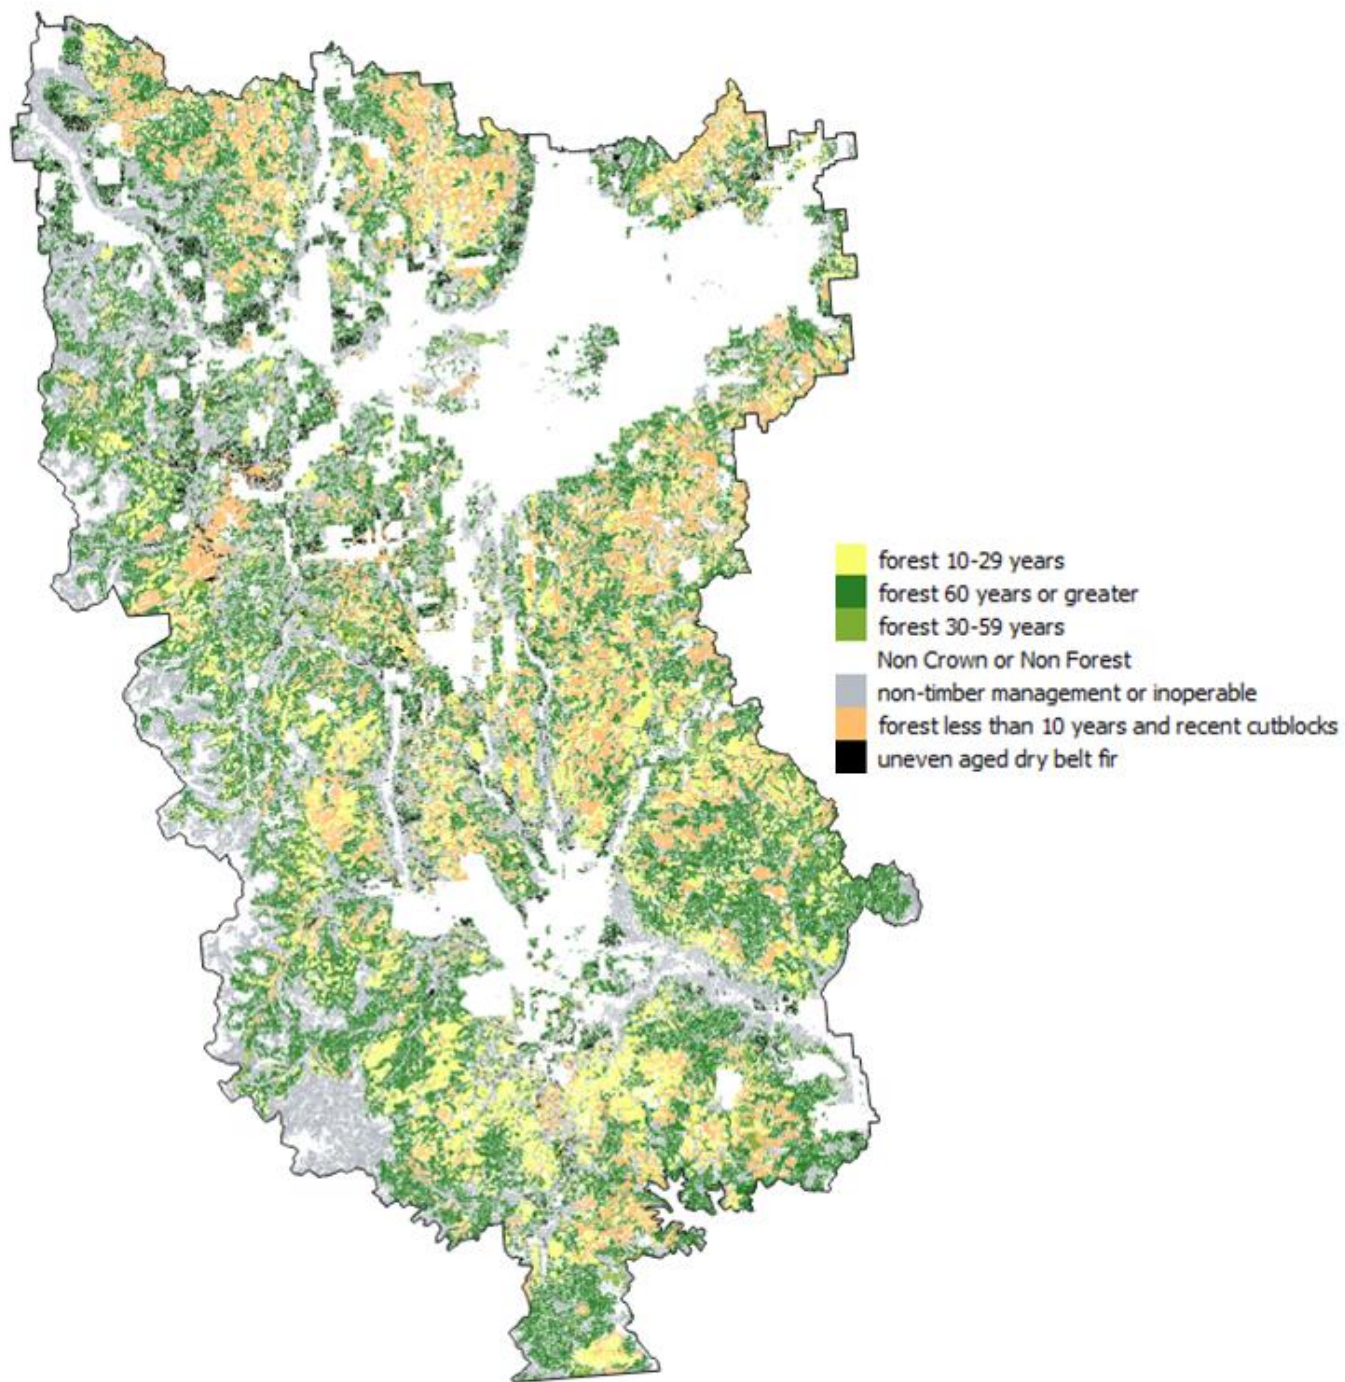 forest 10-29 years
forest 60 years or greater
forest 30-59 years
Non Crown or Non Forest
non-timber management or inoperable
forest less than 10 years and recent cutblocks
uneven aged dry belt fir